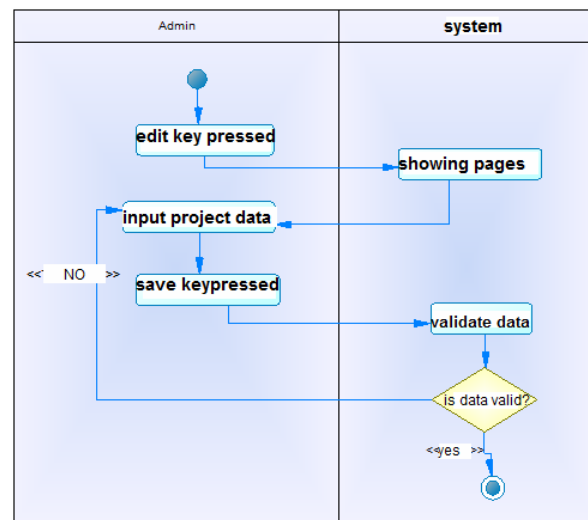 Admin
system
edit key pressed
showing pages
input project data
<< NO >>
save keypressed
validate data
is data valid?
<<yes >>